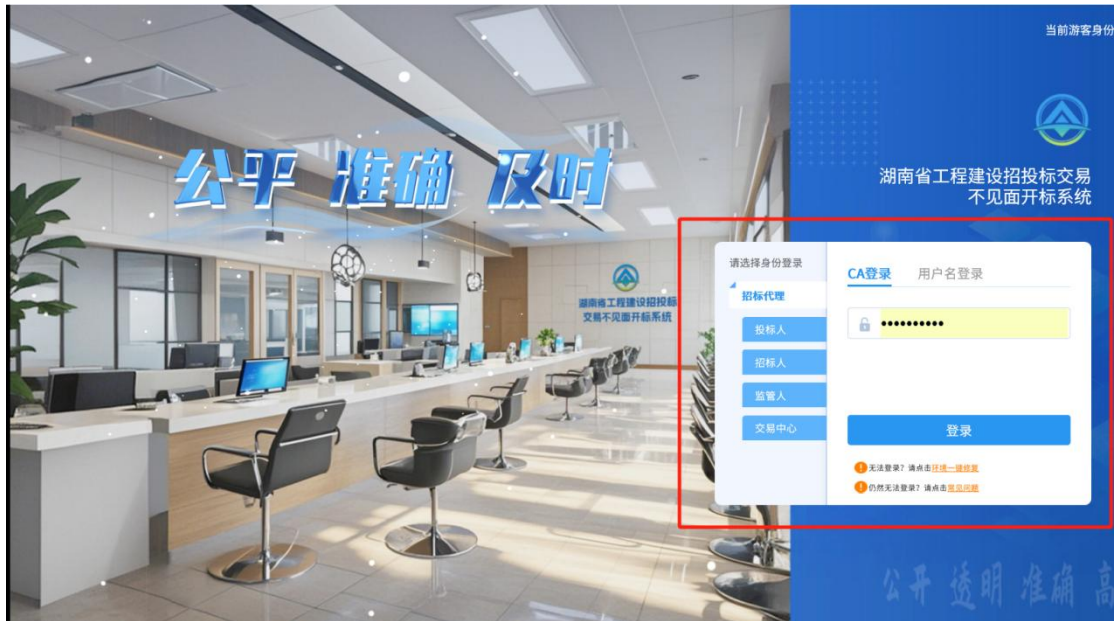 当前游客身份
公平 准确 及时
湖南省工程建设招投标交易
不见面开标系统
湖南省工程建设招投标
交易不见面开标系统
请选择身份登录
招标代理
投标人
招标人
监管人
交易中心
CA登录 用户名登录
••••••••••
登录
无法登录？请点击环境一键修复
仍然无法登录？请点击常见问题
公开 透明 准确 高